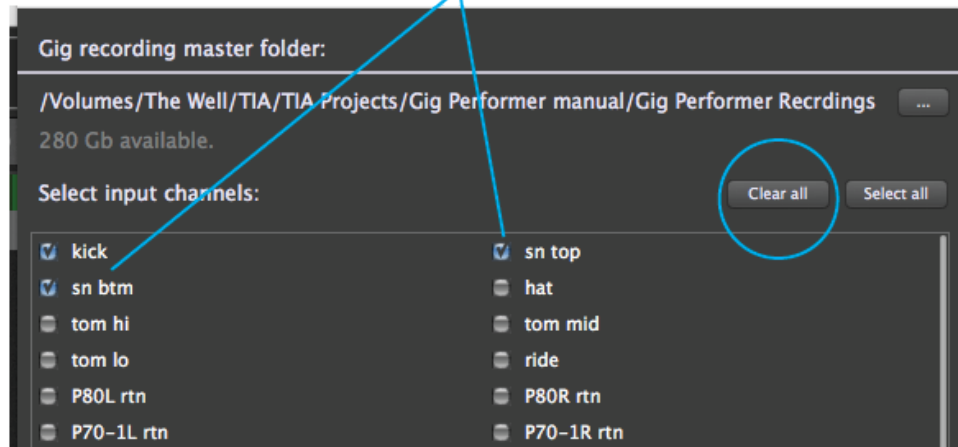 Gig recording master folder:
/Volumes/The Well/TIA/TIA Projects/Gig Performer manual/Gig Performer Recrdings ...
280 Gb available.
Select input channels: Clear all Select all
kick sn top
sn btm hat
tom hi tom mid
tom lo ride
P80L rtn P80R rtn
P70-1L rtn P70-1R rtn